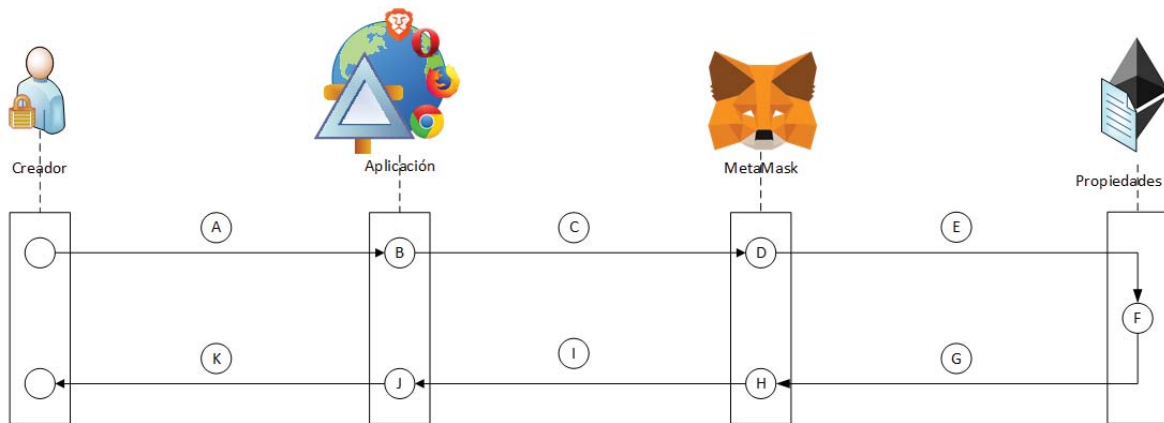 Creador
Aplicación
MetaMask
Propiedades
A
C
E
B
D
F
K
I
G
J
H